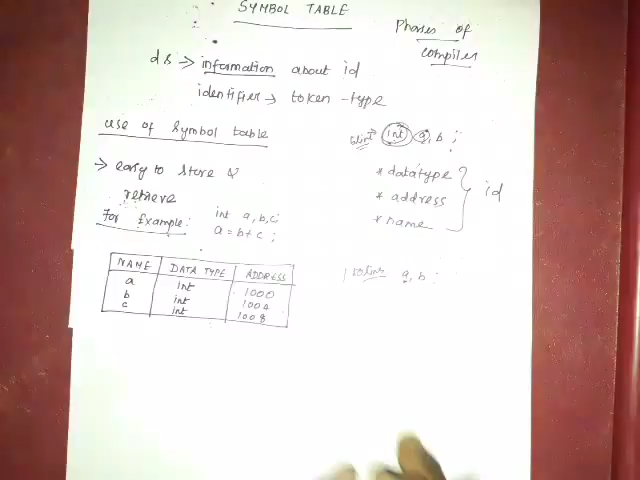 SYMBOL TABLE
Phases of
compiler
ds → information about id
identifier → token - type
use of Symbol table
int a, b ;
→ easy to store &
retrieve
* datatype
* address
* name
id
For Example:
int a, b, c;
a = b + c ;
NAME DATA TYPE ADDRESS
a int 1000
b int 1004
c int 1008
a, b ;